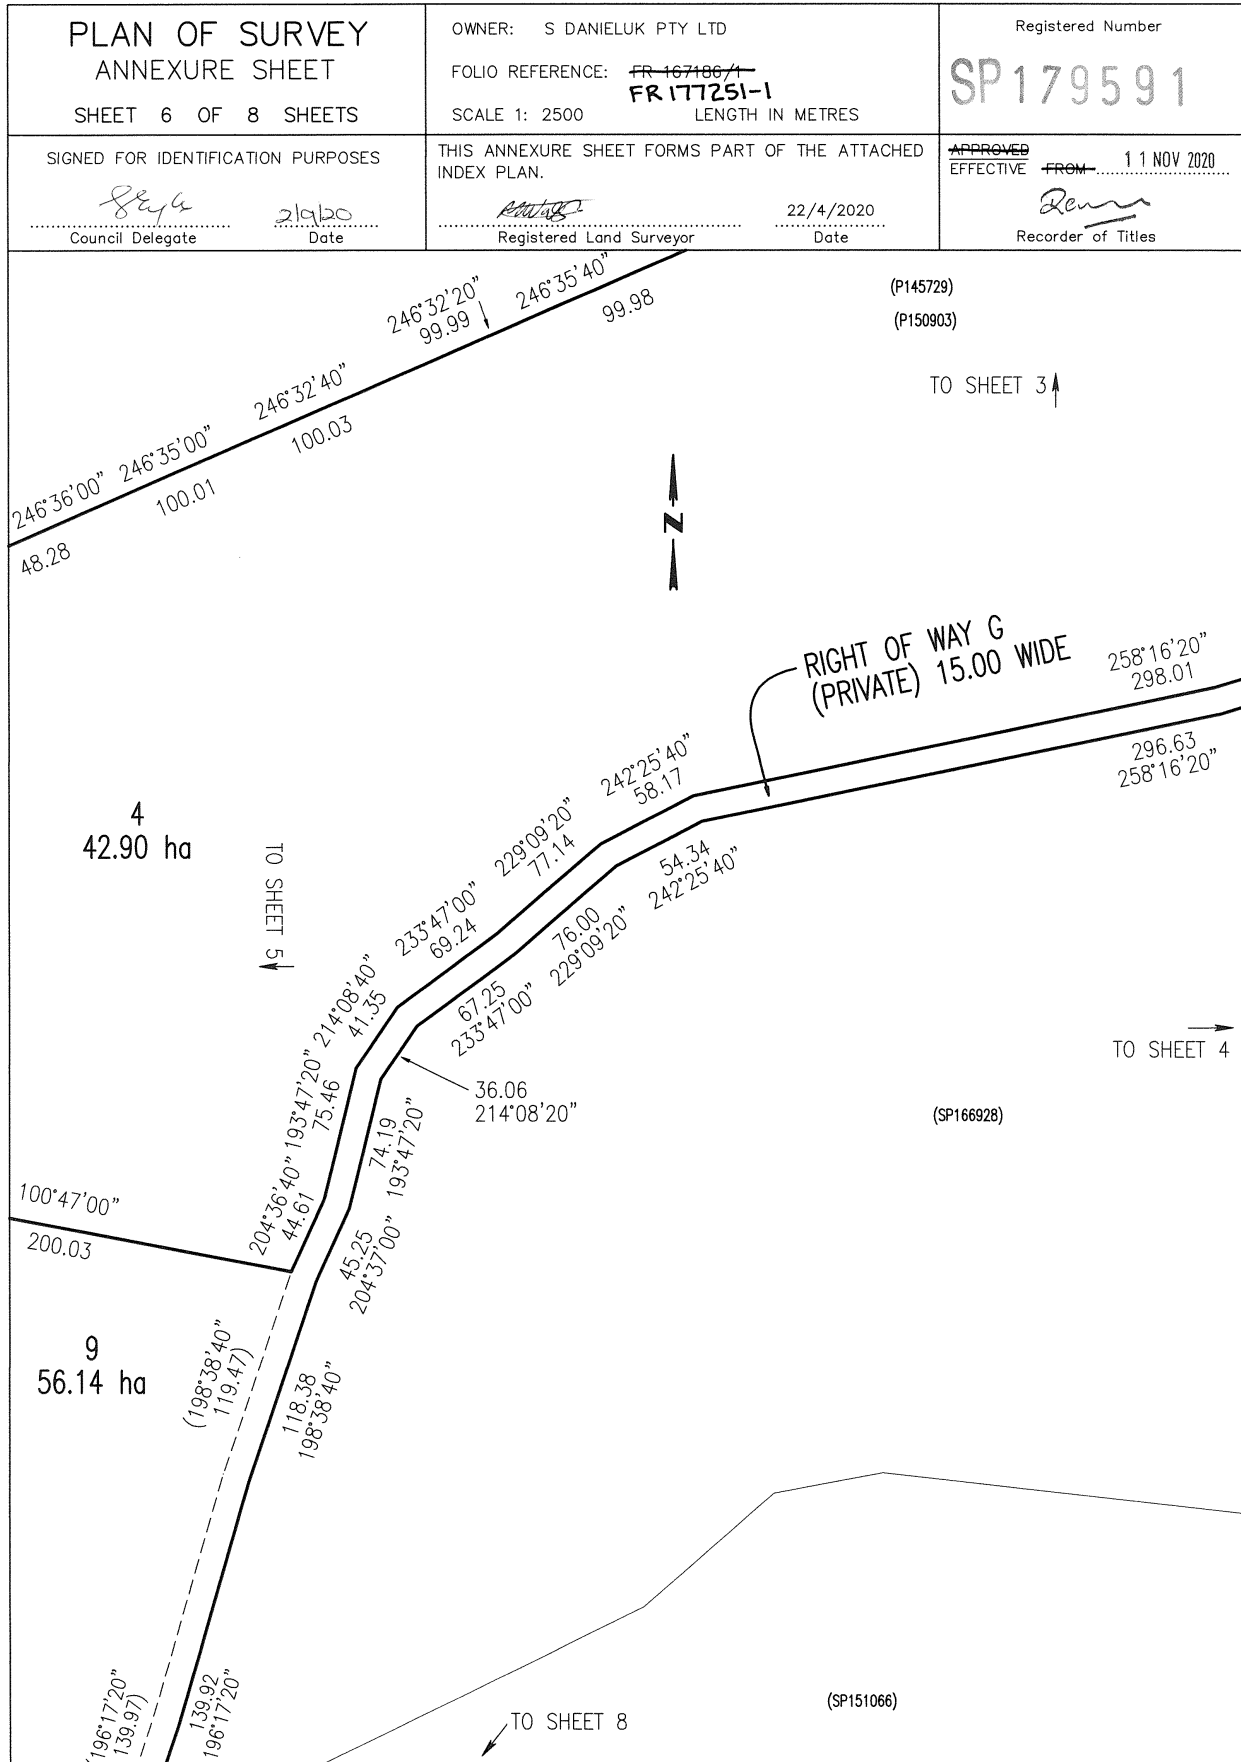 PLAN OF SURVEY
ANNEXURE SHEET
SHEET 6 OF 8 SHEETS
OWNER: S DANIELUK PTY LTD
FOLIO REFERENCE: FR 167186/1
FR 177251-1
SCALE 1: 2500 LENGTH IN METRES
Registered Number
SP179591
SIGNED FOR IDENTIFICATION PURPOSES
2/9/20
Council Delegate Date
THIS ANNEXURE SHEET FORMS PART OF THE ATTACHED
INDEX PLAN.
22/4/2020
Registered Land Surveyor Date
APPROVED
EFFECTIVE FROM 11 NOV 2020
Recorder of Titles
246°32'20"
99.99
246°35'40"
99.98
(P145729)
(P150903)
TO SHEET 3
246°32'40"
100.03
246°35'00"
100.01
246°36'00"
48.28
N
RIGHT OF WAY G
(PRIVATE) 15.00 WIDE
258°16'20"
298.01
296.63
258°16'20"
242°25'40"
58.17
54.34
242°25'40"
4
42.90 ha
TO SHEET 5
229°09'20"
77.14
76.00
229°09'20"
233°47'00"
69.24
67.25
233°47'00"
214°08'40"
41.35
36.06
214°08'20"
TO SHEET 4
(SP166928)
193°47'20"
75.46
74.19
193°47'20"
204°36'40"
44.61
45.25
204°37'00"
100°47'00"
200.03
9
56.14 ha
(198°38'40"
119.47)
118.38
198°38'40"
(196°17'20"
139.97)
139.92
196°17'20"
TO SHEET 8
(SP151066)